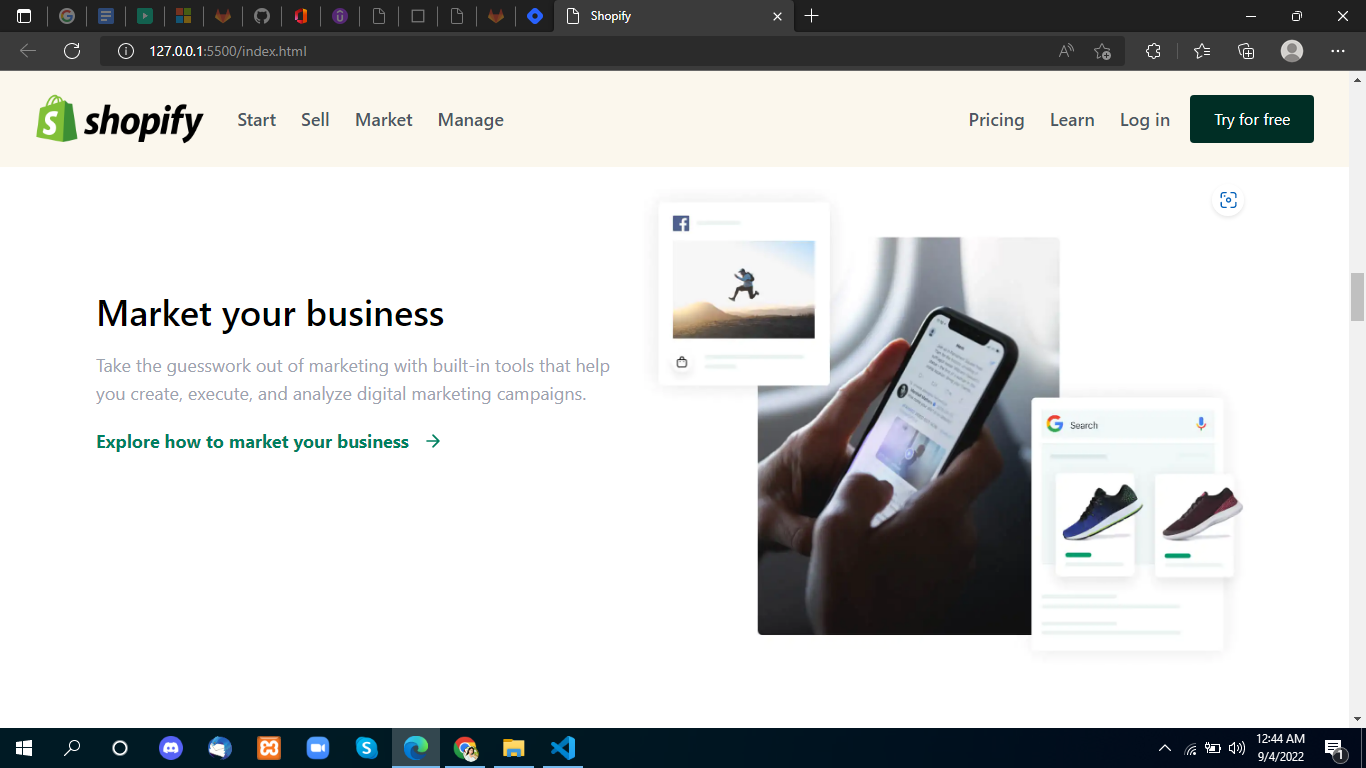 Shopify
127.0.0.1:5500/index.html
shopify
Start Sell Market Manage
Pricing Learn Log in Try for free
Market your business
Take the guesswork out of marketing with built-in tools that help
you create, execute, and analyze digital marketing campaigns.
Explore how to market your business
Search
12:44 AM
9/4/2022
1